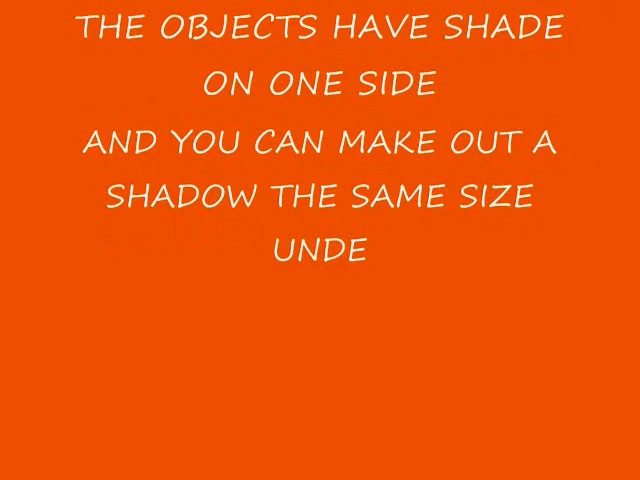 THE OBJECTS HAVE SHADE
ON ONE SIDE
AND YOU CAN MAKE OUT A
SHADOW THE SAME SIZE
UNDE